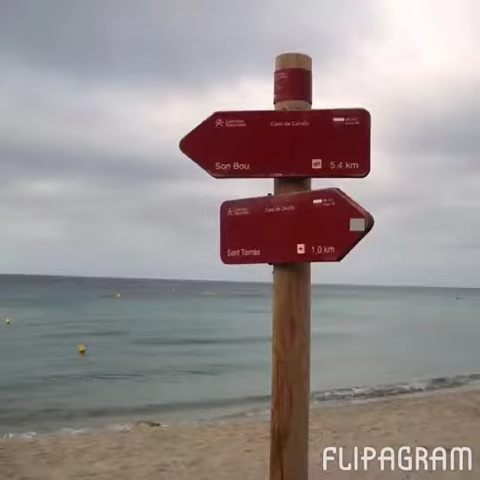 Camí de Cavalls
Son Bou
5.4 km
Camí de Cavalls
Sant Tomàs
1,0 km
FLIPAGRAM